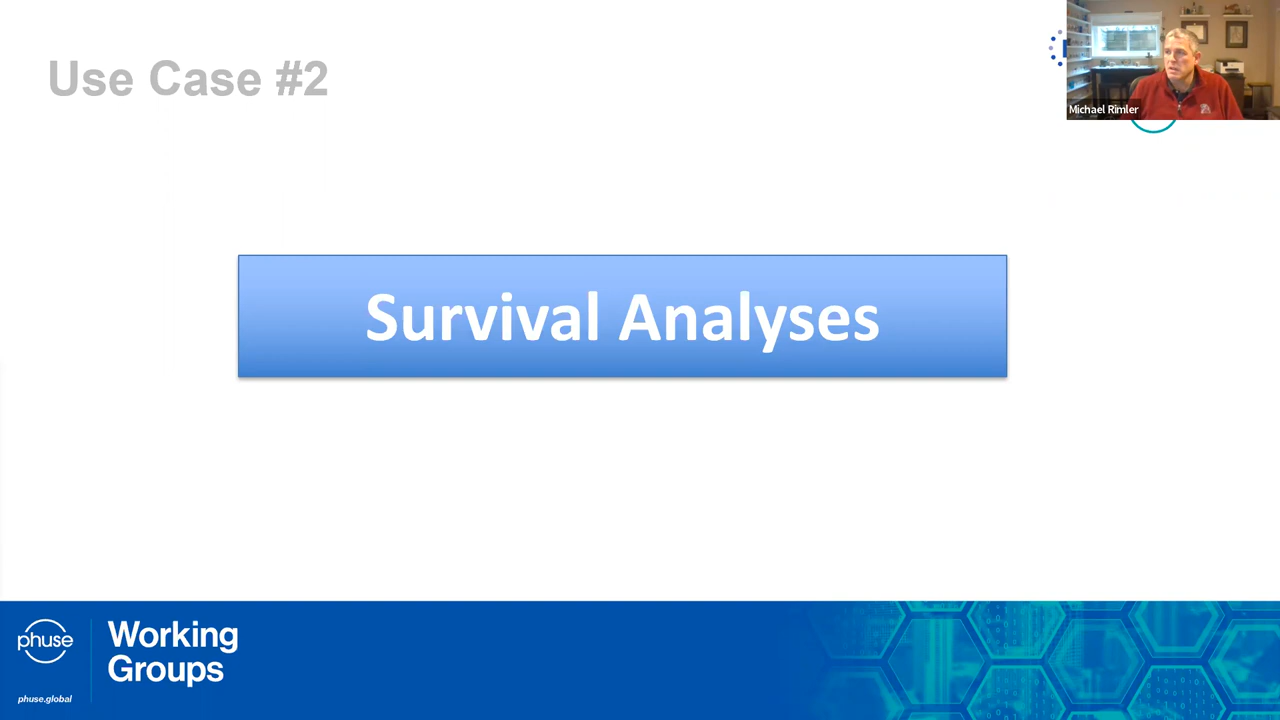 Use Case #2
Michael Rimler
Survival Analyses
phuse
Working
Groups
phuse.global